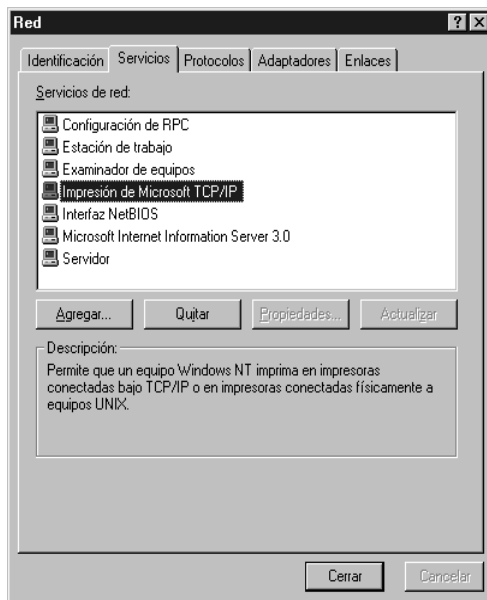 Red
Identificación Servicios Protocolos Adaptadores Enlaces
Servicios de red:
Configuración de RPC
Estación de trabajo
Examinador de equipos
Impresión de Microsoft TCP/IP
Interfaz NetBIOS
Microsoft Internet Information Server 3.0
Servidor
Agregar... Quitar Propiedades... Actualizar
Descripción:
Permite que un equipo Windows NT imprima en impresoras
conectadas bajo TCP/IP o en impresoras conectadas físicamente a
equipos UNIX.
Cerrar Cancelar